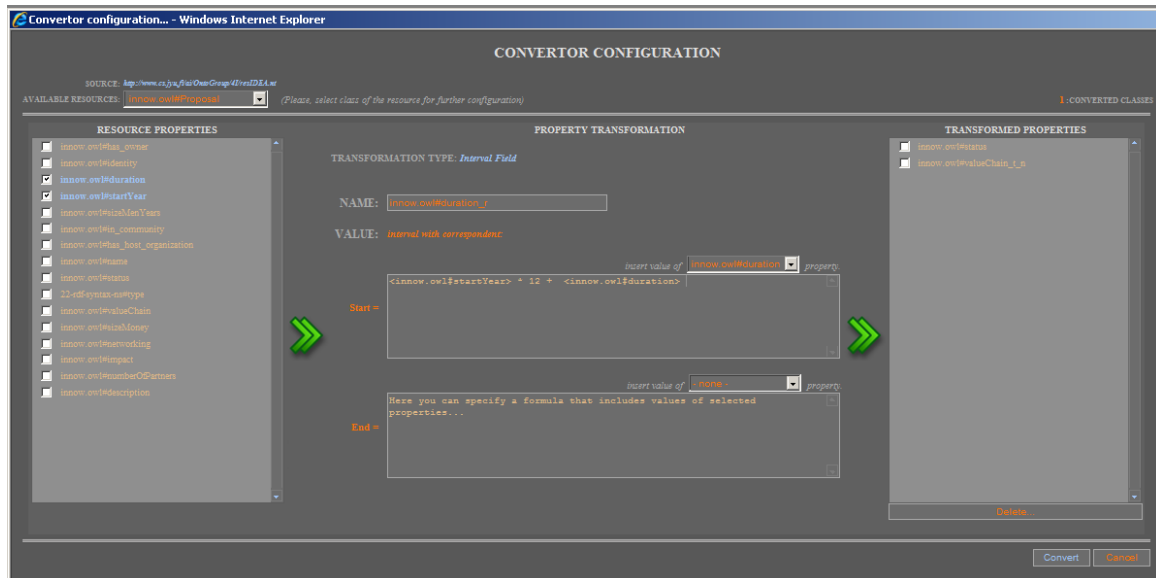 Convertor configuration... - Windows Internet Explorer
CONVERTOR CONFIGURATION
SOURCE: http://www.cs.jyu.fi/ai/OntoGroup/4I/resIDEA.nt
AVAILABLE RESOURCES: innow.owl#Proposal (Please, select class of the resource for further configuration) 1 :CONVERTED CLASSES
RESOURCE PROPERTIES
innow.owl#has_owner
innow.owl#identity
innow.owl#duration
innow.owl#startYear
innow.owl#sizeMenYears
innow.owl#in_community
innow.owl#has_host_organization
innow.owl#name
innow.owl#status
22-rdf-syntax-ns#type
innow.owl#valueChain
innow.owl#sizeMoney
innow.owl#networking
innow.owl#impact
innow.owl#numberOfPartners
innow.owl#description
PROPERTY TRANSFORMATION
TRANSFORMATION TYPE: Interval Field
NAME: innow.owl#duration_r
VALUE: interval with correspondent:
insert value of innow.owl#duration property.
Start = <innow.owl#startYear> * 12 + <innow.owl#duration>
insert value of - none - property.
End = Here you can specify a formula that includes values of selected
properties...
TRANSFORMED PROPERTIES
innow.owl#status
innow.owl#valueChain_t_n
Delete...
Convert Cancel